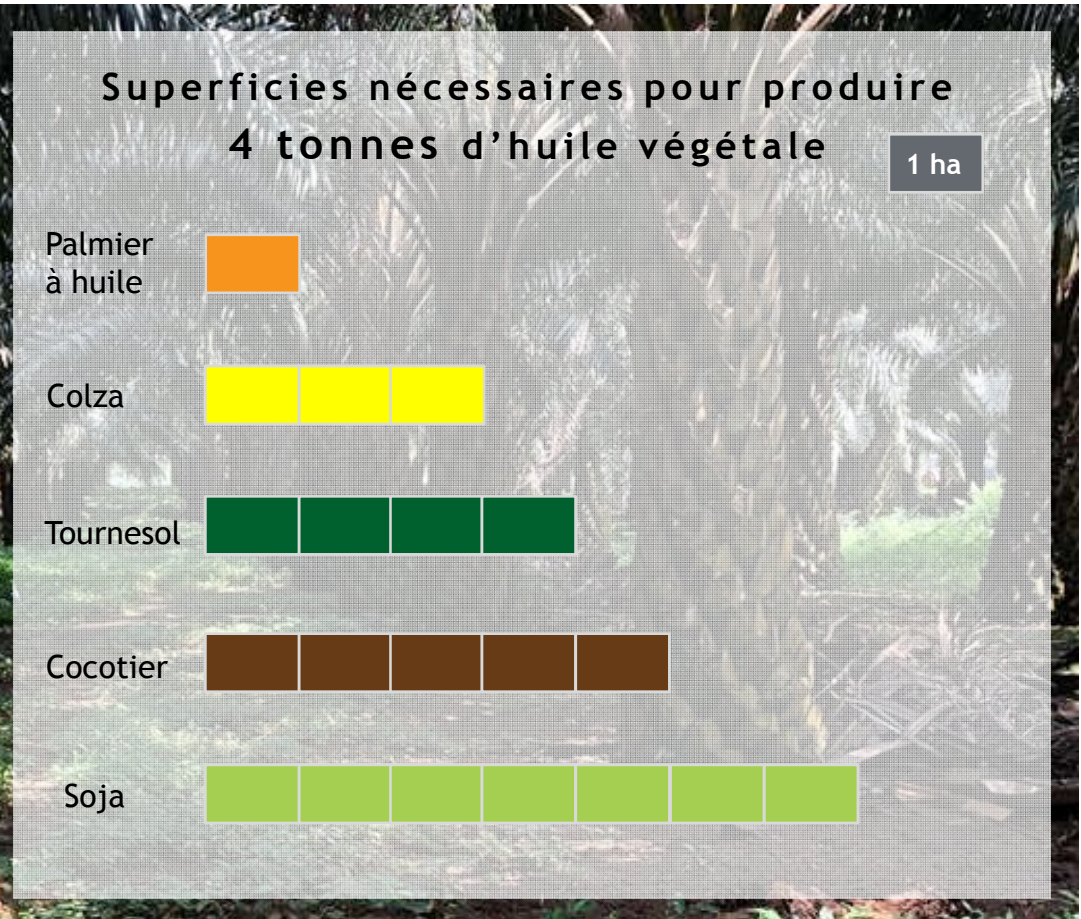 Superficies nécessaires pour produire
4 tonnes d’huile végétale
1 ha
Palmier
à huile
Colza
Tournesol
Cocotier
Soja